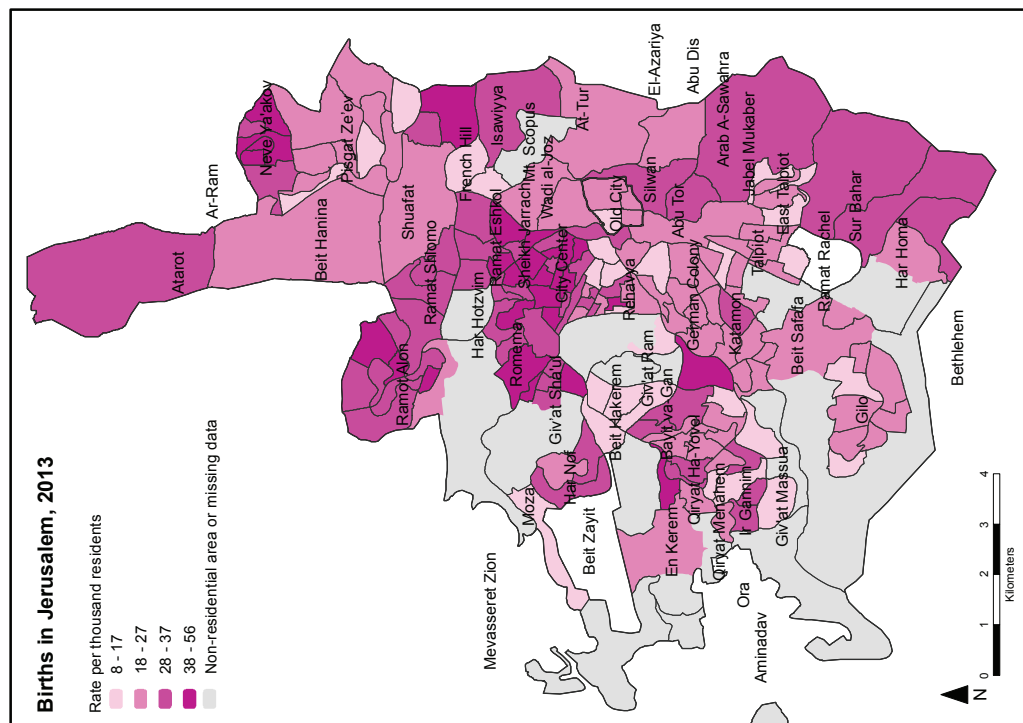 Births in Jerusalem, 2013
Rate per thousand residents
8 - 17
18 - 27
28 - 37
38 - 56
Non-residential area or missing data
Atarot
Ar-Ram
Neve Ya'akov
Beit Hanina
Pisgat Ze'ev
Ramot Alon
Ramat Shlomo
Shuafat
Har Hotzvim
French Hill
Ramat Eshkol
Isawiyya
Mevasseret Zion
Moza
Romema
Sheikh Jarrach
Mt. Scopus
Giv'at Sha'ul
City Center
Wadi al-Joz
Har Nof
At-Tur
Beit Zayit
Beit Hakerem
Rehavya
Old City
Giv'at Ram
Silwan
El-Azariya
En Kerem
Bayit va-Gan
German Colony
Abu Tor
Abu Dis
Qiryat Ha-Yovel
Qiryat Menahem
Katamon
Arab A-Sawahra
Ora
Ir Gannim
Talpiot
Jabel Mukaber
Aminadav
Giv'at Massua
Beit Safafa
East Talpiot
Ramat Rachel
Gilo
Sur Bahar
Har Homa
Bethlehem
N
0 1 2 3 4
Kilometers